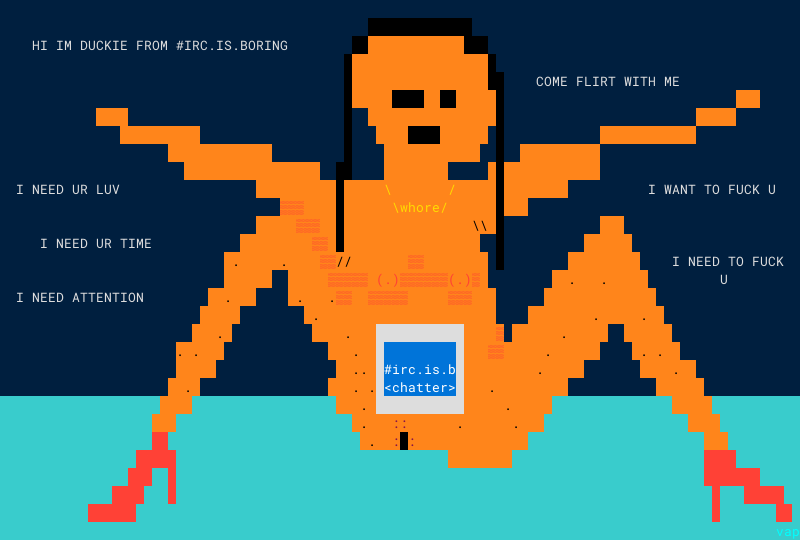 HI IM DUCKIE FROM #IRC.IS.BORING
COME FLIRT WITH ME
I NEED UR LUV
I WANT TO FUCK U
\whore/
I NEED UR TIME
I NEED TO FUCK
U
I NEED ATTENTION
#irc.is.b
<chatter>
vap